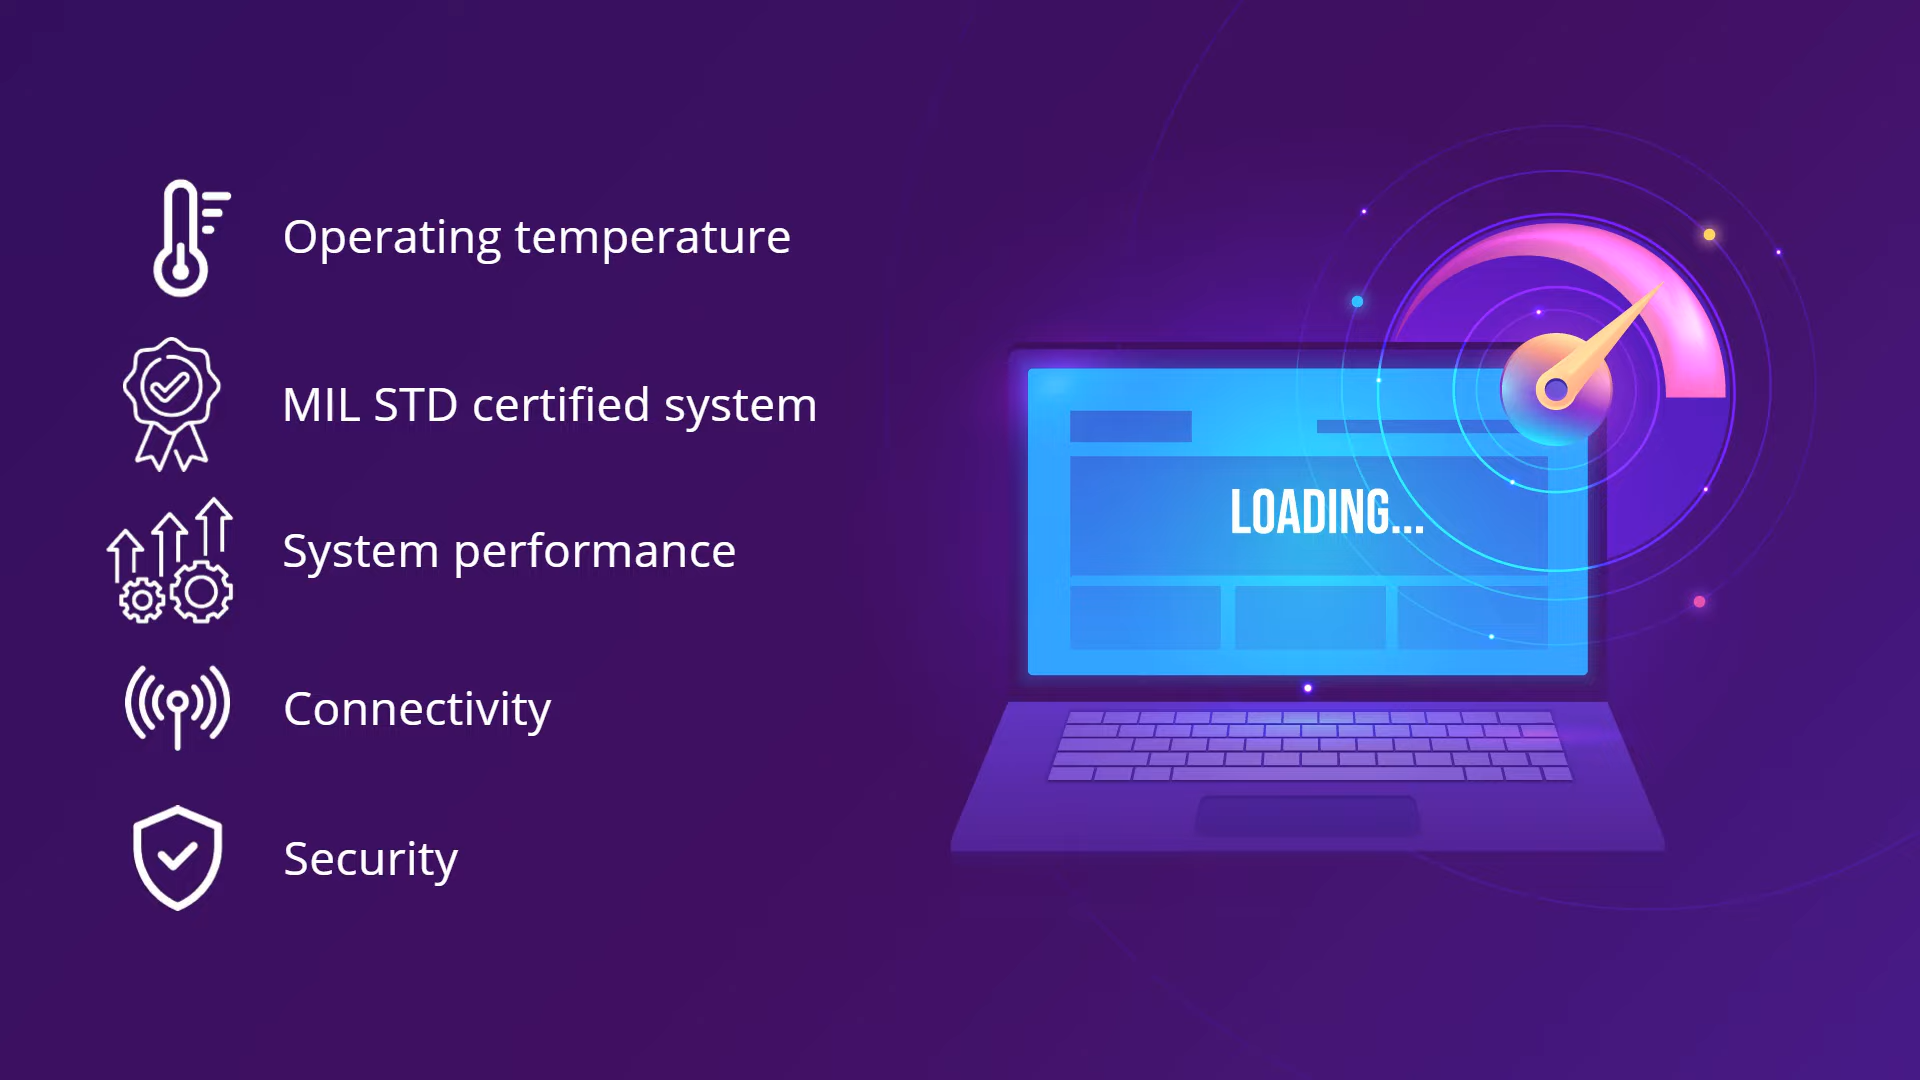 Operating temperature
MIL STD certified system
System performance
Connectivity
Security
LOADING...